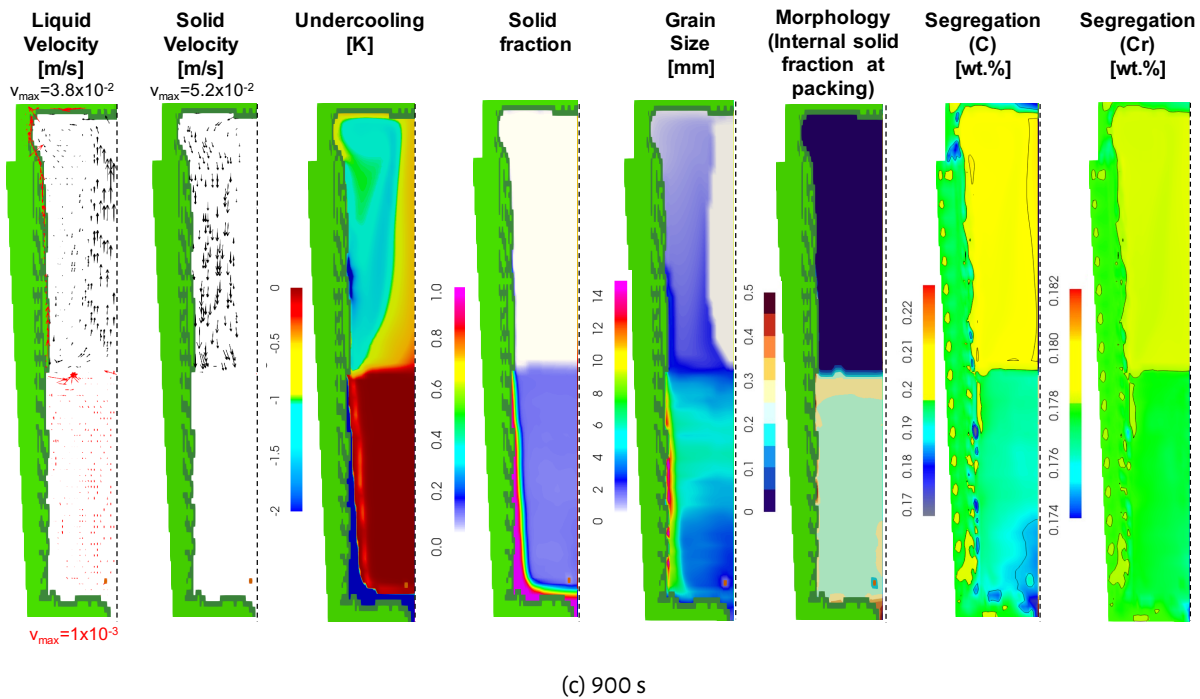 Liquid
Velocity
[m/s]
vmax=3.8x10-2
Solid
Velocity
[m/s]
vmax=5.2x10-2
Undercooling
[K]
Solid
fraction
Grain
Size
[mm]
Morphology
(Internal solid
fraction at
packing)
Segregation
(C)
[wt.%]
Segregation
(Cr)
[wt.%]
0
-0.5
-1
-1.5
-2
1.0
0.8
0.6
0.4
0.2
0.0
14
12
10
8
6
4
2
0
0.5
0.4
0.3
0.2
0.1
0
0.22
0.21
0.2
0.19
0.18
0.17
0.182
0.180
0.178
0.176
0.174
vmax=1x10-3
(c) 900 s